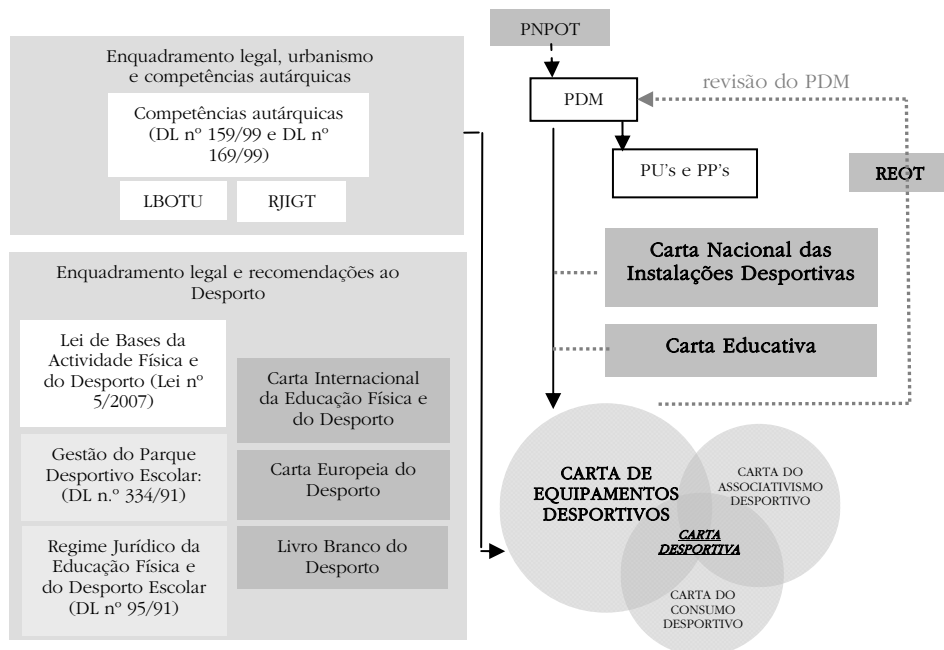 Enquadramento legal, urbanismo
e competências autárquicas
Competências autárquicas
(DL nº 159/99 e DL nº
169/99)
LBOTU
RJIGT
Enquadramento legal e recomendações ao
Desporto
Lei de Bases da
Actividade Física e
do Desporto (Lei nº
5/2007)
Gestão do Parque
Desportivo Escolar:
(DL n.º 334/91)
Regime Jurídico da
Educação Física e
do Desporto Escolar
(DL nº 95/91)
Carta Internacional
da Educação Física e
do Desporto
Carta Europeia do
Desporto
Livro Branco do
Desporto
PNPOT
PDM
revisão do PDM
PU's e PP's
REOT
Carta Nacional das
Instalações Desportivas
Carta Educativa
CARTA DE
EQUIPAMENTOS
DESPORTIVOS
CARTA DO
ASSOCIATIVISMO
DESPORTIVO
CARTA
DESPORTIVA
CARTA DO
CONSUMO
DESPORTIVO